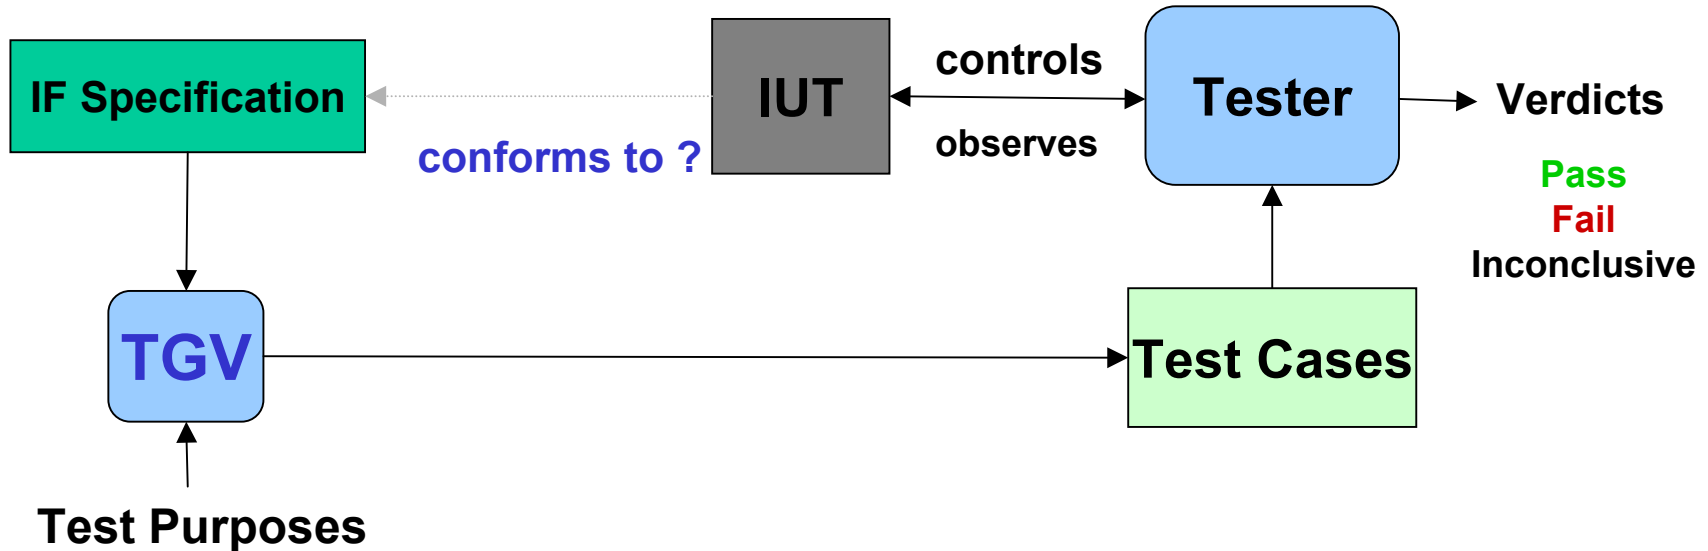 IF Specification
conforms to ?
IUT
controls
observes
Tester
Verdicts
Pass
Fail
Inconclusive
TGV
Test Cases
Test Purposes